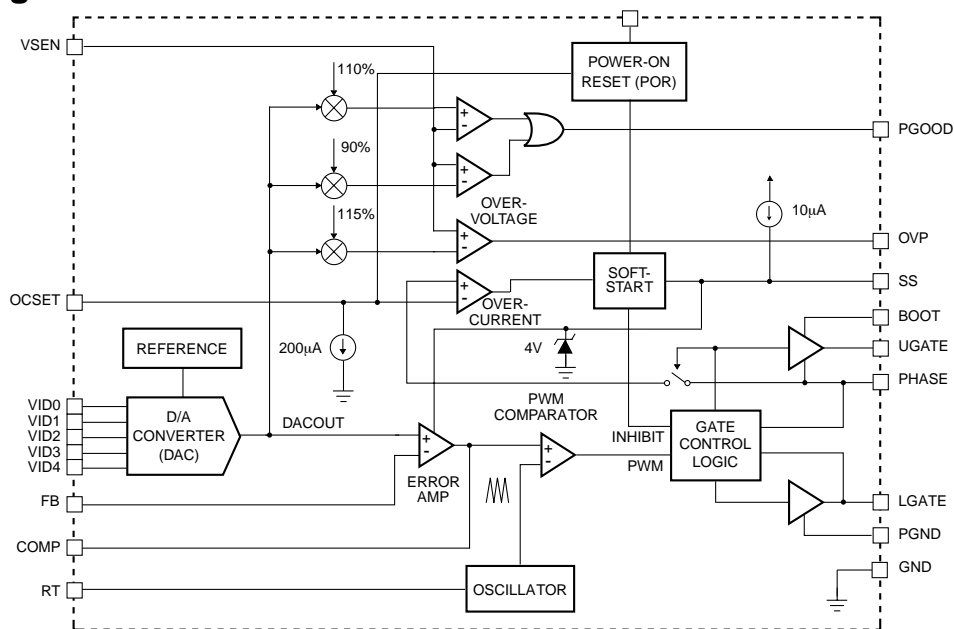 VSEN
110%
POWER-ON
RESET (POR)
+
-
PGOOD
90%
+
-
OVER-
VOLTAGE
10µA
115%
+
-
OVP
SOFT-
START
SS
+
-
OCSET
OVER-
CURRENT
BOOT
REFERENCE
200µA
4V
UGATE
PHASE
VID0
VID1
VID2
VID3
VID4
D/A
CONVERTER
(DAC)
DACOUT
+
-
PWM
COMPARATOR
+
-
INHIBIT
PWM
GATE
CONTROL
LOGIC
ERROR
AMP
FB
LGATE
PGND
COMP
GND
RT
OSCILLATOR